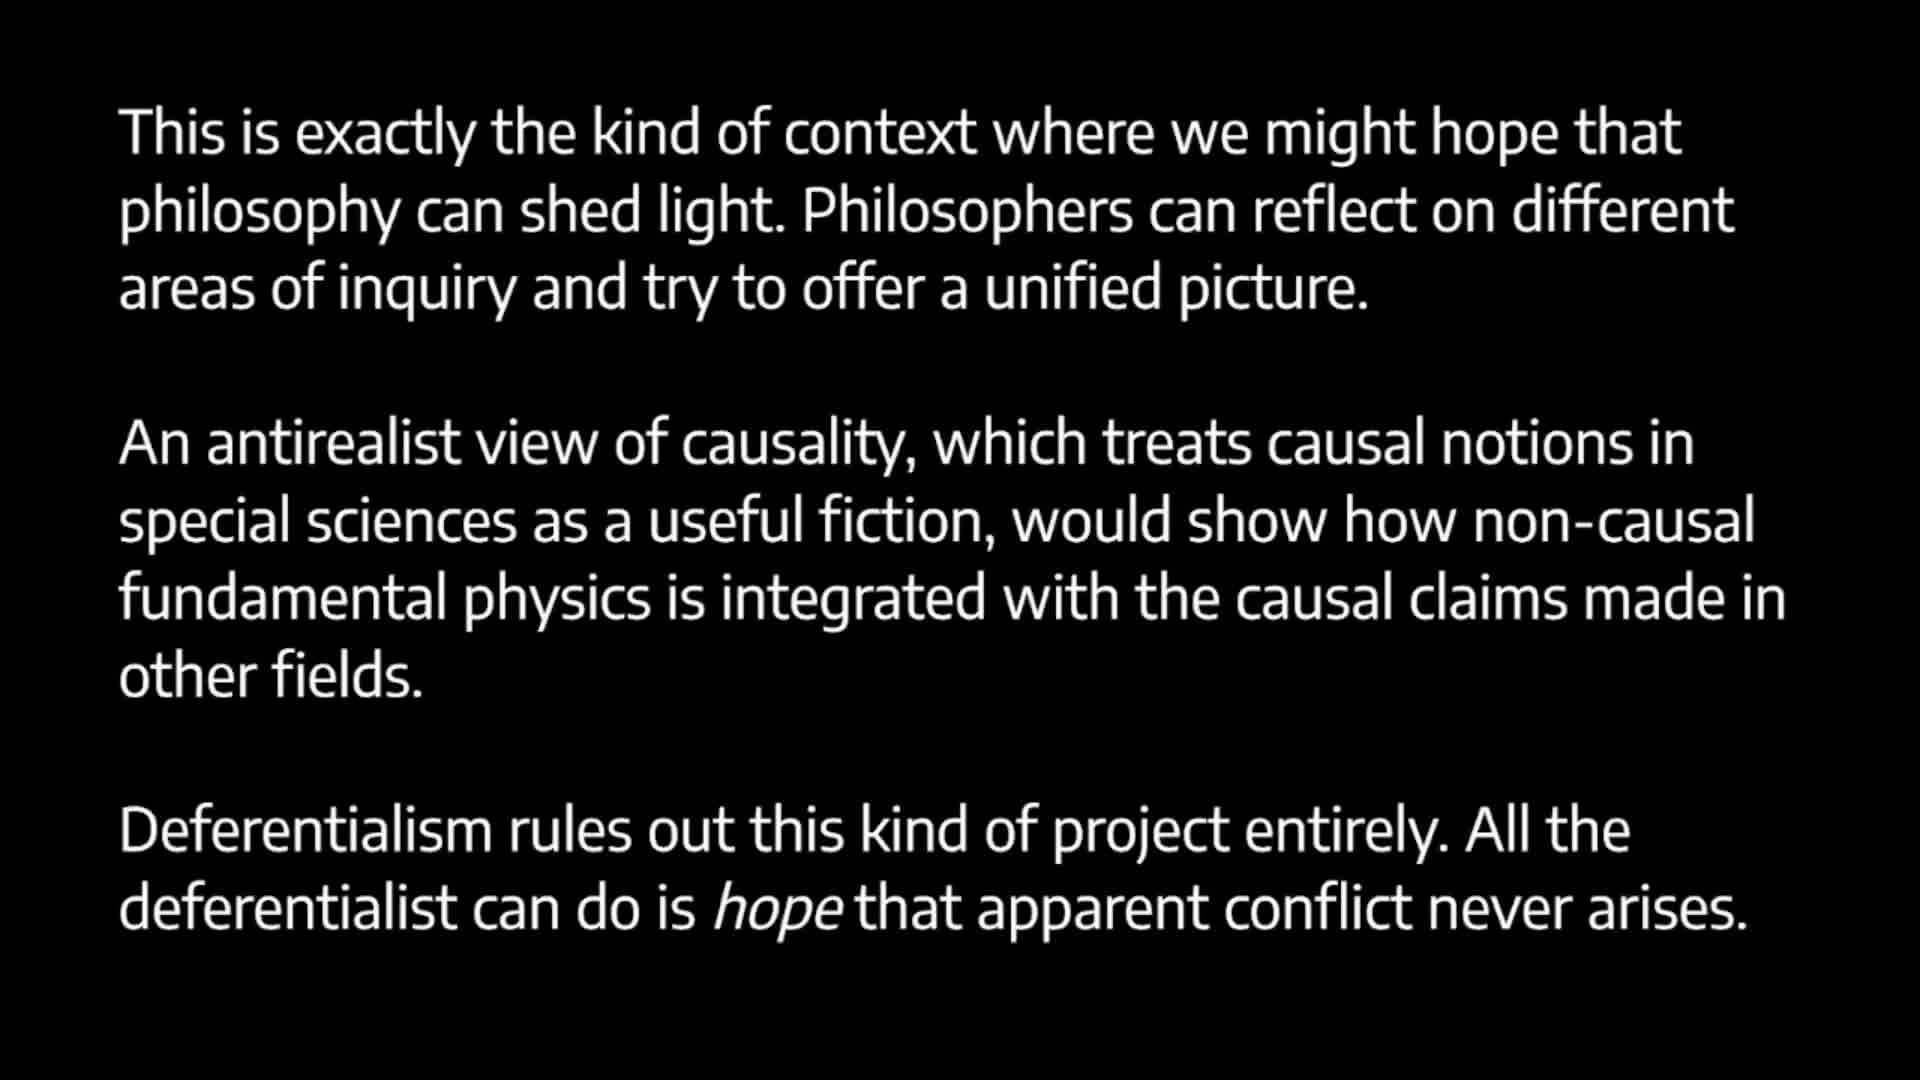 This is exactly the kind of context where we might hope that
philosophy can shed light. Philosophers can reflect on different
areas of inquiry and try to offer a unified picture.
An antirealist view of causality, which treats causal notions in
special sciences as a useful fiction, would show how non-causal
fundamental physics is integrated with the causal claims made in
other fields.
Deferentialism rules out this kind of project entirely. All the
deferentialist can do is hope that apparent conflict never arises.